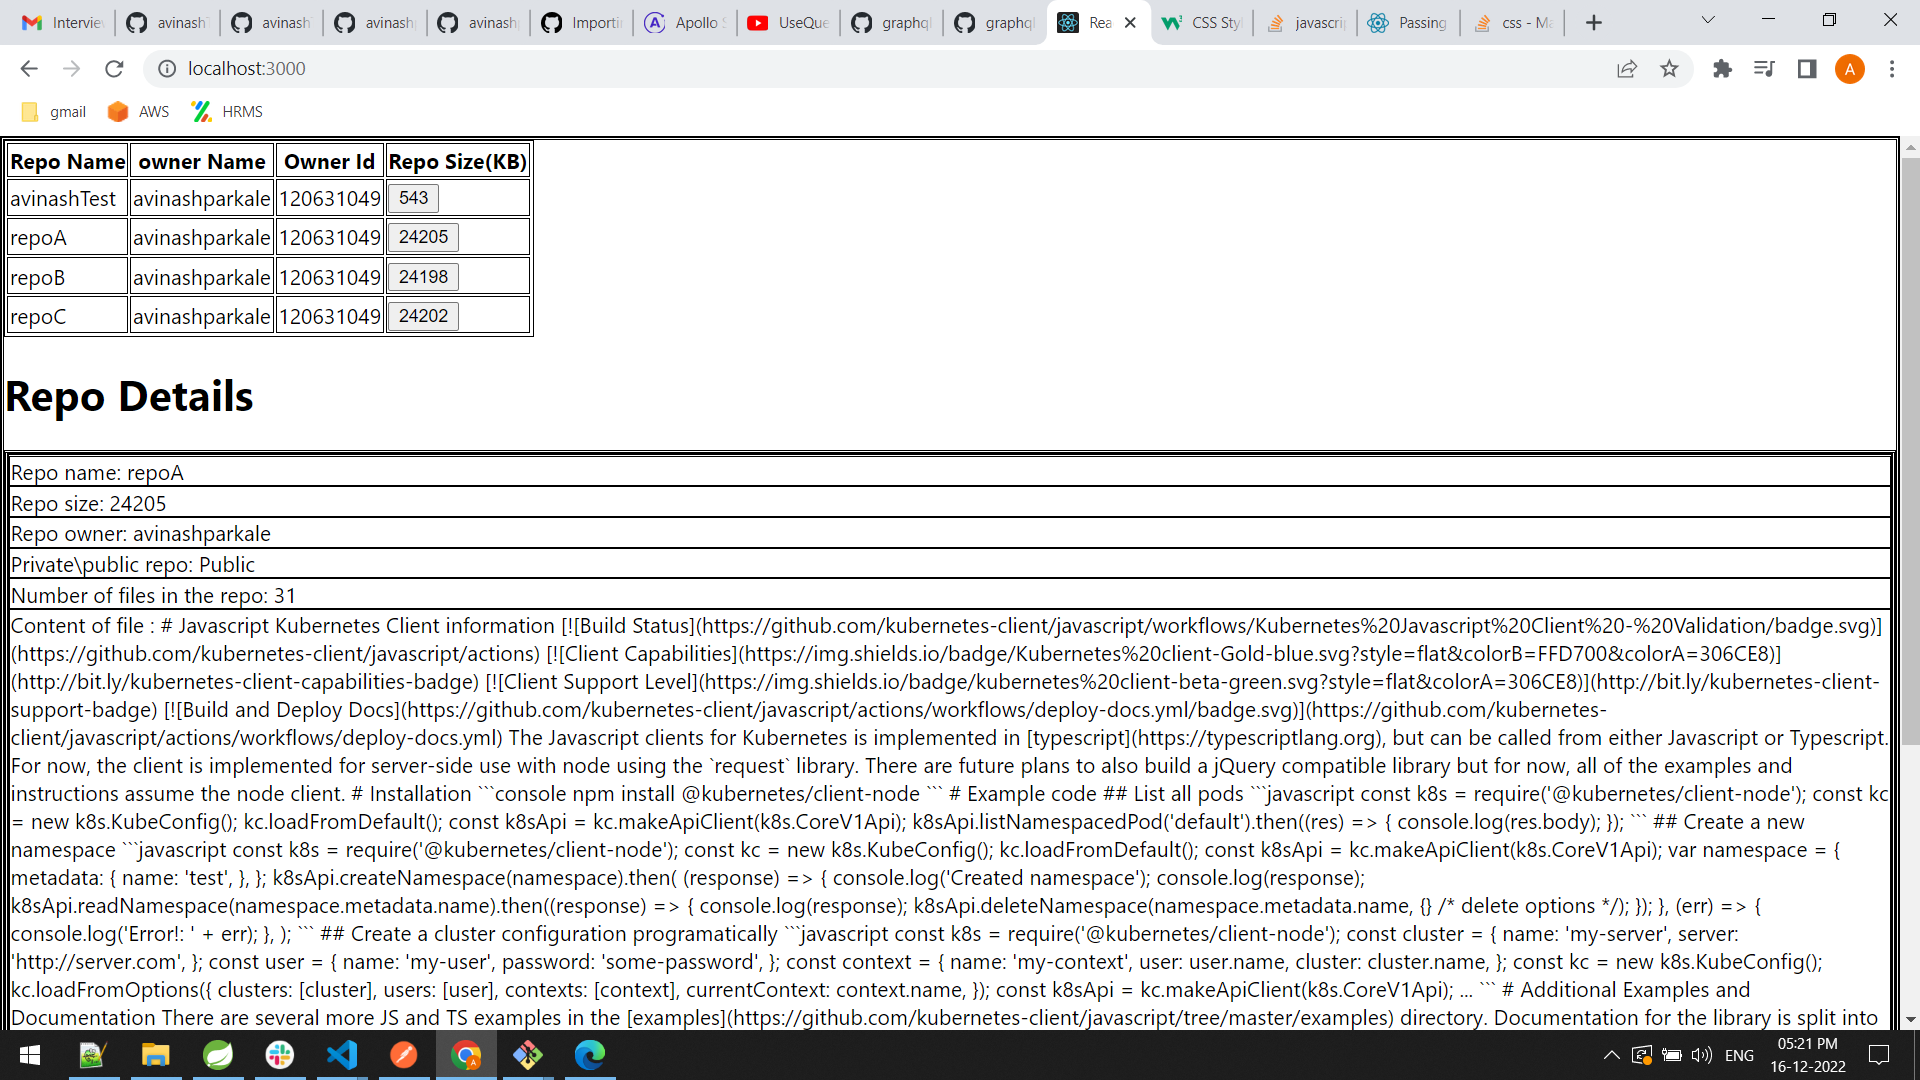 Interview
avinash
avinash
avinash
avinash
Importi
Apollo S
UseQue
graphql
graphql
Rea
CSS Sty
javascrip
Passing
css - Ma
localhost:3000
A
gmail
AWS
HRMS
Repo Name owner Name Owner Id Repo Size(KB)
avinashTest avinashparkale 120631049 543
repoA avinashparkale 120631049 24205
repoB avinashparkale 120631049 24198
repoC avinashparkale 120631049 24202
Repo Details
Repo name: repoA
Repo size: 24205
Repo owner: avinashparkale
Private\public repo: Public
Number of files in the repo: 31
Content of file : # Javascript Kubernetes Client information [![Build Status](https://github.com/kubernetes-client/javascript/workflows/Kubernetes%20Javascript%20Client%20-%20Validation/badge.svg)]
(https://github.com/kubernetes-client/javascript/actions) [![Client Capabilities](https://img.shields.io/badge/Kubernetes%20client-Gold-blue.svg?style=flat&colorB=FFD700&colorA=306CE8)]
(http://bit.ly/kubernetes-client-capabilities-badge) [![Client Support Level](https://img.shields.io/badge/kubernetes%20client-beta-green.svg?style=flat&colorA=306CE8)](http://bit.ly/kubernetes-client-
support-badge) [![Build and Deploy Docs](https://github.com/kubernetes-client/javascript/actions/workflows/deploy-docs.yml/badge.svg)](https://github.com/kubernetes-
client/javascript/actions/workflows/deploy-docs.yml) The Javascript clients for Kubernetes is implemented in [typescript](https://typescriptlang.org), but can be called from either Javascript or Typescript.
For now, the client is implemented for server-side use with node using the `request` library. There are future plans to also build a jQuery compatible library but for now, all of the examples and
instructions assume the node client. # Installation ```console npm install @kubernetes/client-node ``` # Example code ## List all pods ```javascript const k8s = require('@kubernetes/client-node'); const kc
= new k8s.KubeConfig(); kc.loadFromDefault(); const k8sApi = kc.makeApiClient(k8s.CoreV1Api); k8sApi.listNamespacedPod('default').then((res) => { console.log(res.body); }); ``` ## Create a new
namespace ```javascript const k8s = require('@kubernetes/client-node'); const kc = new k8s.KubeConfig(); kc.loadFromDefault(); const k8sApi = kc.makeApiClient(k8s.CoreV1Api); var namespace = {
metadata: { name: 'test', }, }; k8sApi.createNamespace(namespace).then( (response) => { console.log('Created namespace'); console.log(response);
k8sApi.readNamespace(namespace.metadata.name).then((response) => { console.log(response); k8sApi.deleteNamespace(namespace.metadata.name, {} /* delete options */); }); }, (err) => {
console.log('Error!: ' + err); }, ); ``` ## Create a cluster configuration programatically ```javascript const k8s = require('@kubernetes/client-node'); const cluster = { name: 'my-server', server:
'http://server.com', }; const user = { name: 'my-user', password: 'some-password', }; const context = { name: 'my-context', user: user.name, cluster: cluster.name, }; const kc = new k8s.KubeConfig();
kc.loadFromOptions({ clusters: [cluster], users: [user], contexts: [context], currentContext: context.name, }); const k8sApi = kc.makeApiClient(k8s.CoreV1Api); ... ``` # Additional Examples and
Documentation There are several more JS and TS examples in the [examples](https://github.com/kubernetes-client/javascript/tree/master/examples) directory. Documentation for the library is split into
ENG
05:21 PM
16-12-2022